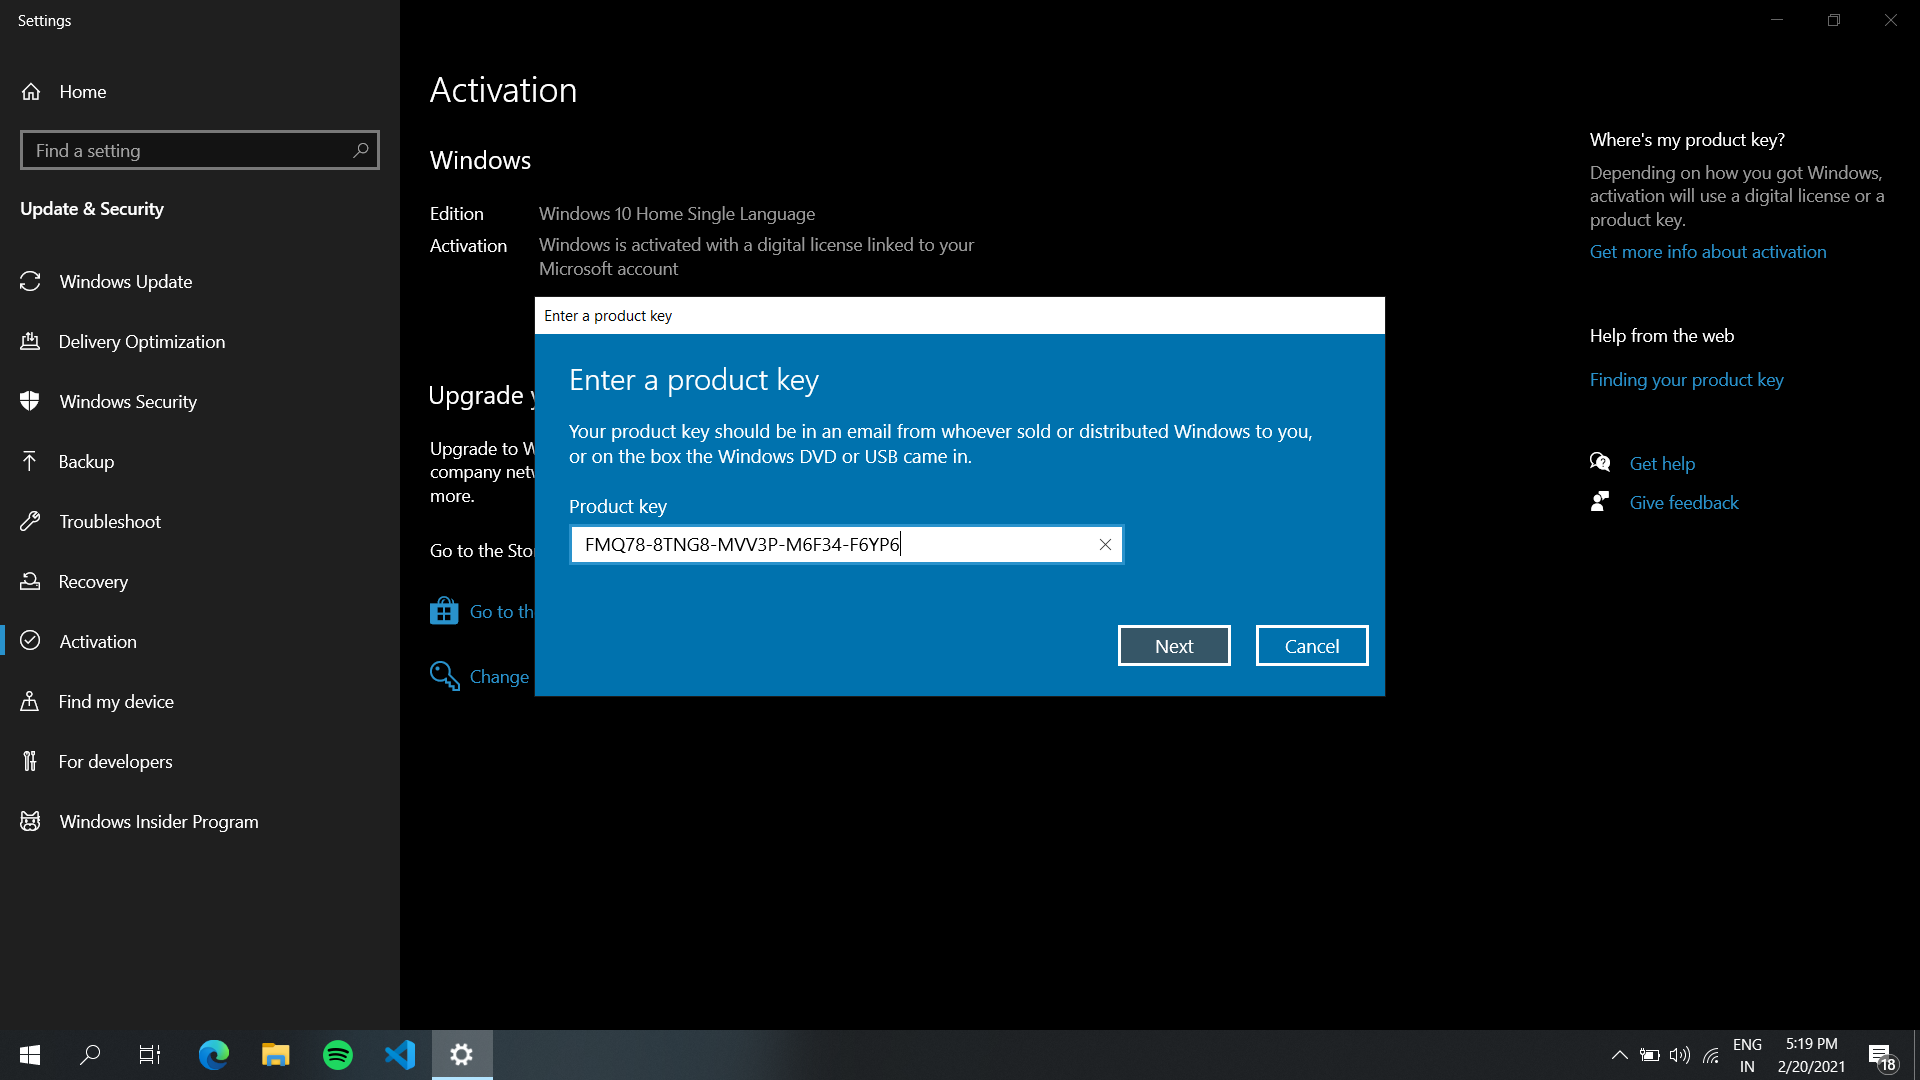 Settings
Home
Find a setting
Update & Security
Windows Update
Delivery Optimization
Windows Security
Backup
Troubleshoot
Recovery
Activation
Find my device
For developers
Windows Insider Program
Activation
Windows
Edition Windows 10 Home Single Language
Activation Windows is activated with a digital license linked to your
Microsoft account
Upgrade
Upgrade to
company
more.
Go to the
Go to
Change
Enter a product key
Enter a product key
Your product key should be in an email from whoever sold or distributed Windows to you,
or on the box the Windows DVD or USB came in.
Product key
FMQ78-8TNG8-MVV3P-M6F34-F6YP6
Next Cancel
Where's my product key?
Depending on how you got Windows,
activation will use a digital license or a
product key.
Get more info about activation
Help from the web
Finding your product key
Get help
Give feedback
ENG
IN
5:19 PM
2/20/2021
18